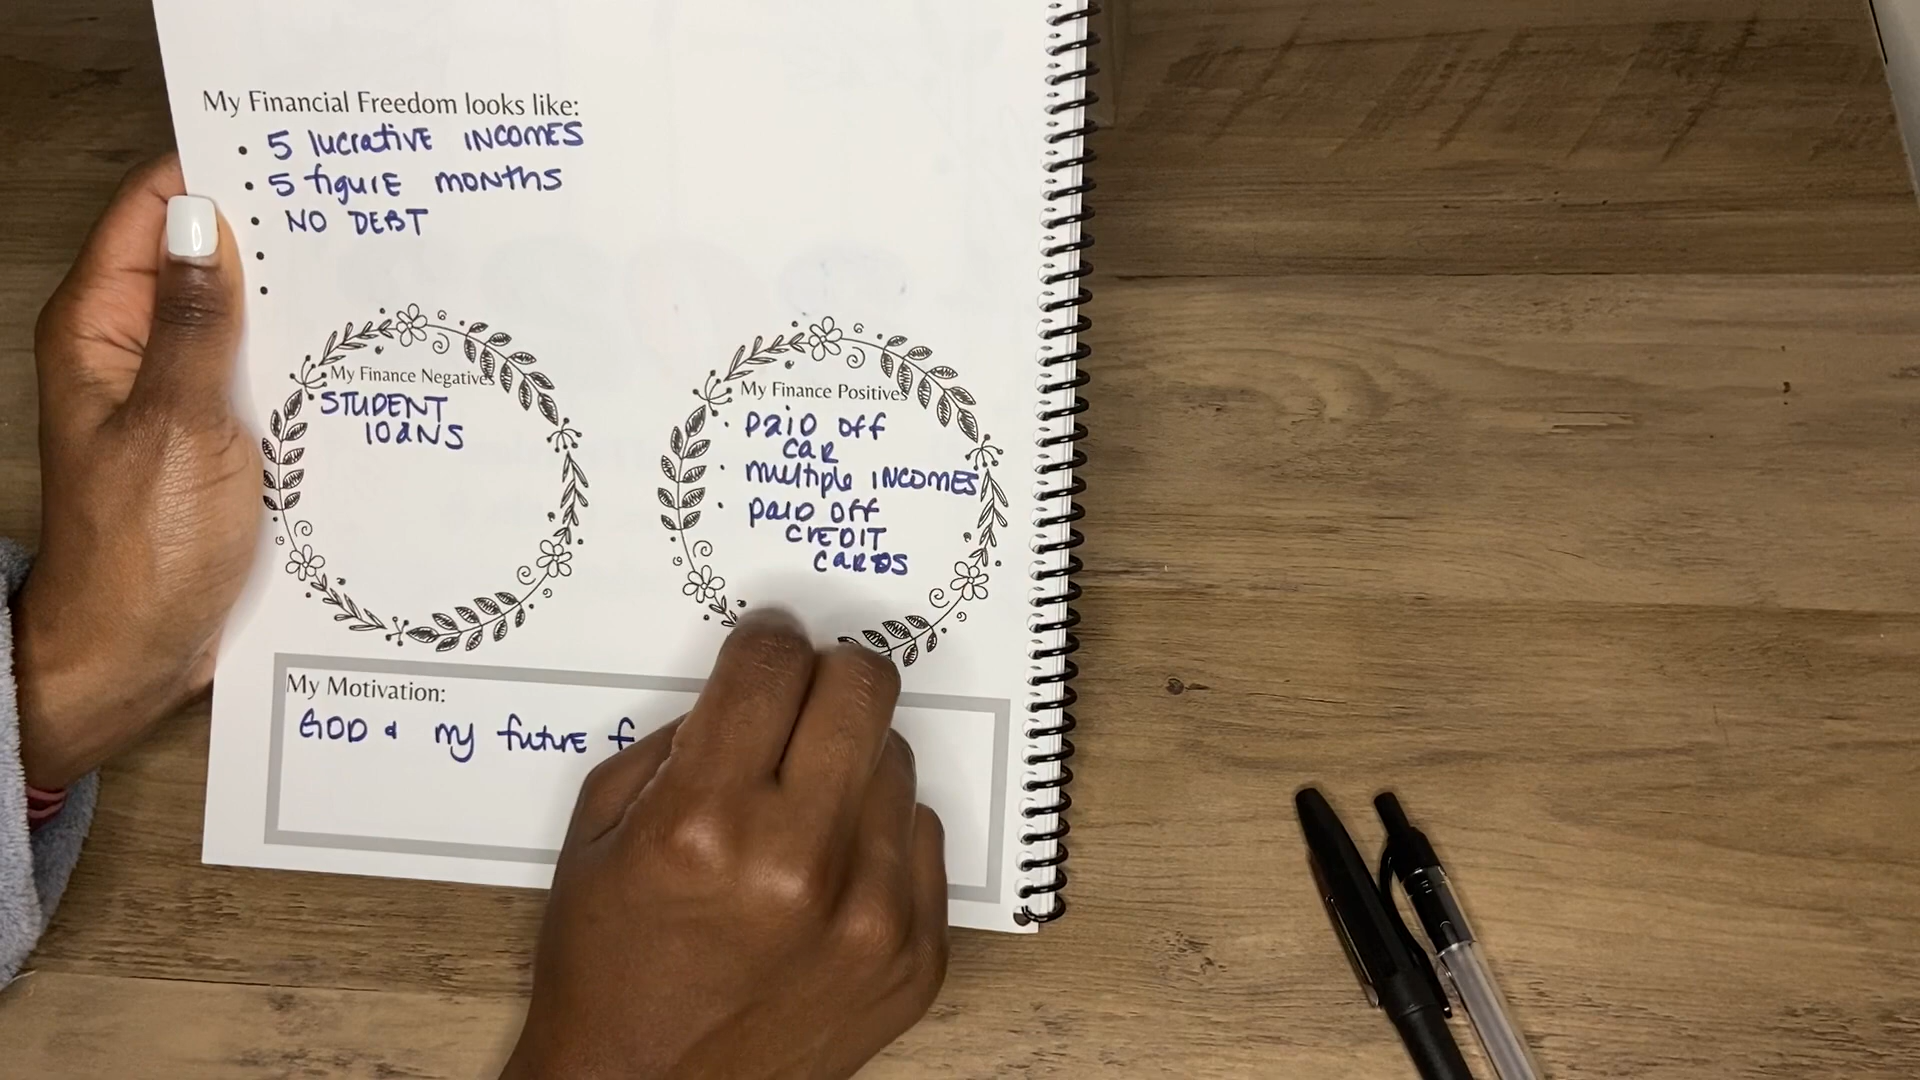 My Financial Freedom looks like:
• 5 lucrative INCOMES
• 5 figure months
• NO DEBT
•
•
My Finance Negatives
STUDENT
loans
My Finance Positives
• paid off
car
• multiple INCOMES
• paid off
CREDIT
cards
My Motivation:
GOD & my future f